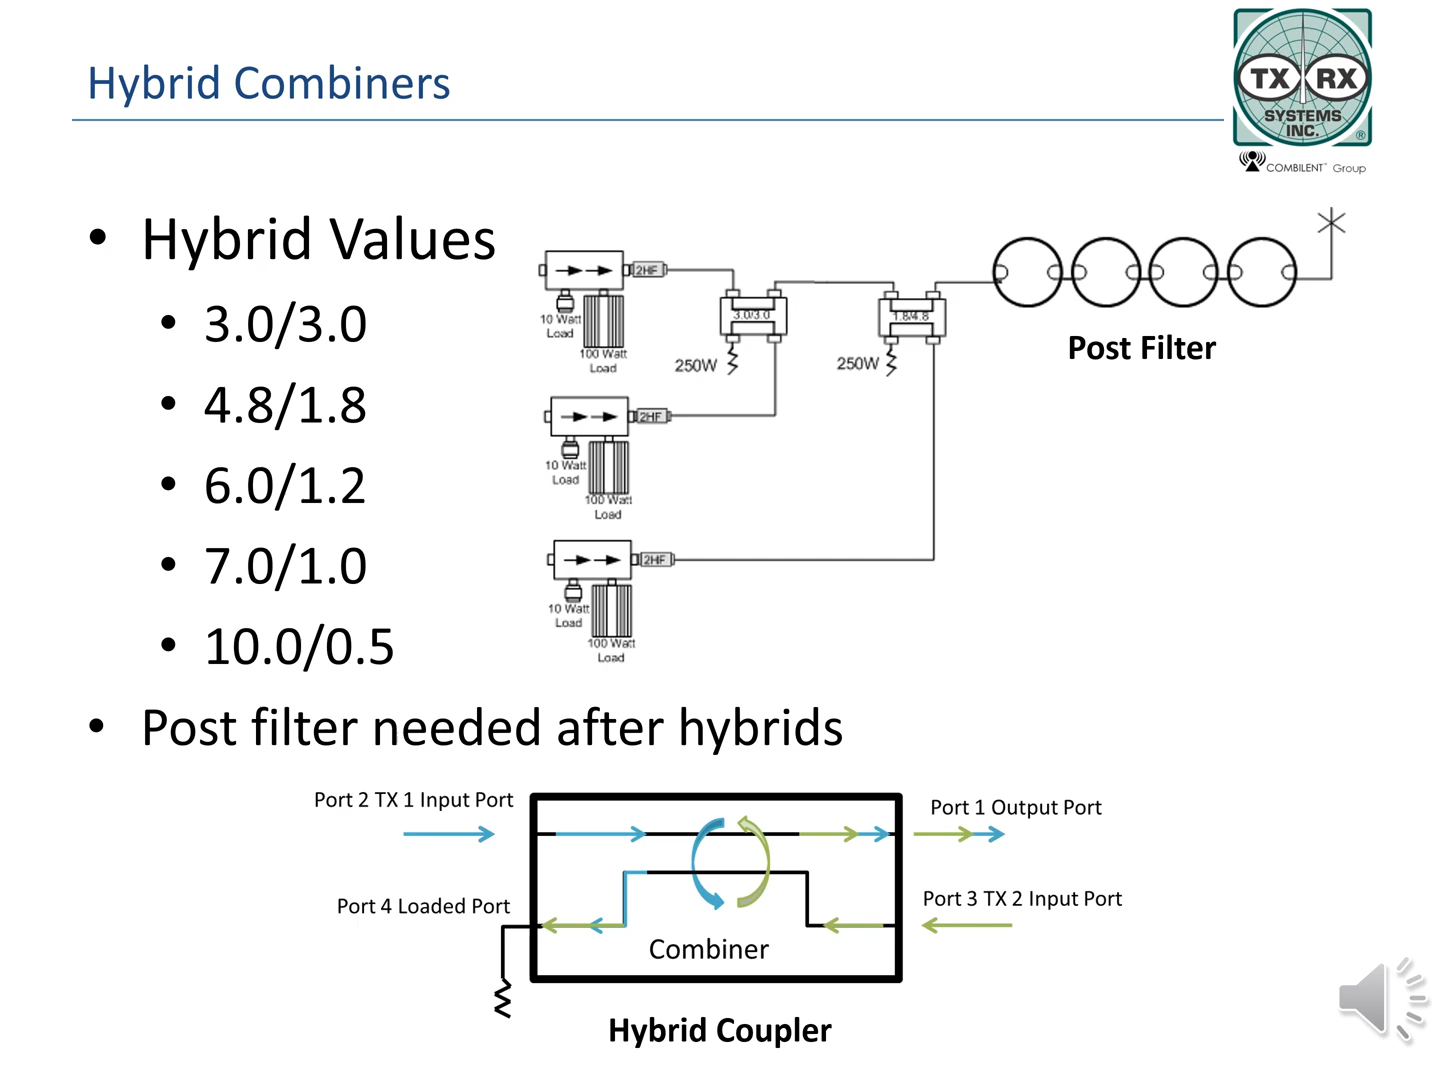 Hybrid Combiners
TX RX
SYSTEMS
INC.
®
COMBILENT™ Group
• Hybrid Values
• 3.0/3.0
• 4.8/1.8
• 6.0/1.2
• 7.0/1.0
• 10.0/0.5
• Post filter needed after hybrids
2HF
10 Watt
Load
100 Watt
Load
3.0/3.0
250W
1.8/4.8
250W
Post Filter
2HF
10 Watt
Load
100 Watt
Load
2HF
10 Watt
Load
100 Watt
Load
Port 2 TX 1 Input Port
Port 1 Output Port
Port 4 Loaded Port
Port 3 TX 2 Input Port
Combiner
Hybrid Coupler